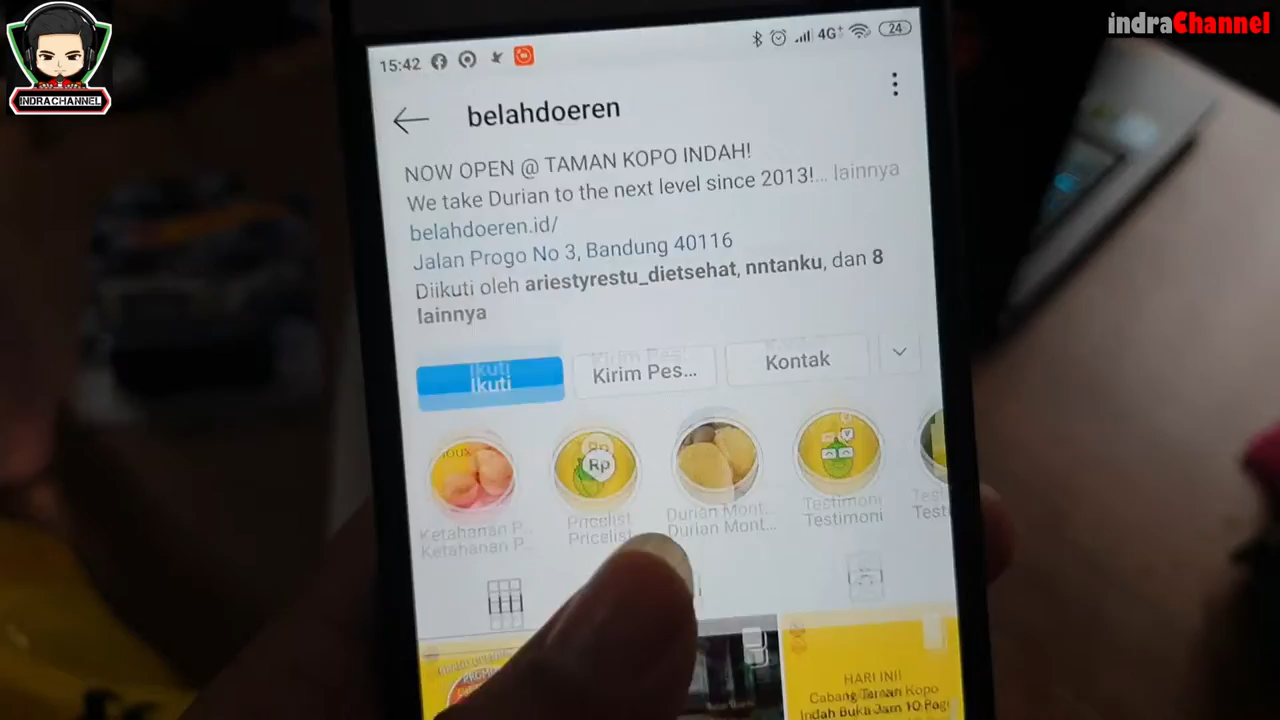 indraChannel
INDRACHANNEL
15:42
4G+
24
belahdoeren
NOW OPEN @ TAMAN KOPO INDAH!
We take Durian to the next level since 2013!... lainnya
belahdoeren.id/
Jalan Progo No 3, Bandung 40116
Diikuti oleh ariestyrestu_dietsehat, nntanku, dan 8
lainnya
Ikuti
Kirim Pes...
Kontak
Rp
Ketahanan P...
Pricelist
Durian Mont...
Testimoni
Testi
HARI INI!
Cabang Taman Kopo
Indah Buka Jam 10 Pagi